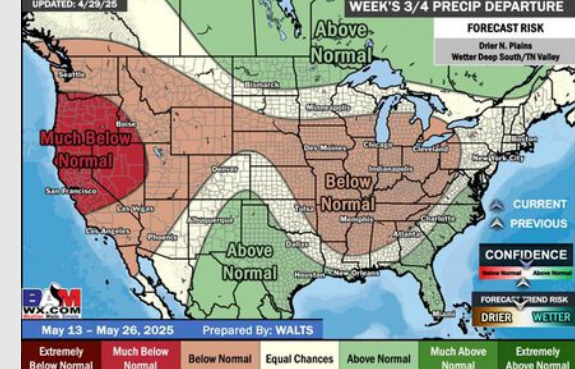 UPDATED: 4/29/25
WEEK'S 3/4 PRECIP DEPARTURE
FORECAST RISK
Drier N. Plains
Wetter Deep South/TN Valley
Above
Normal
Seattle
Bismarck
Minneapolis
Much Below
Normal
Boise
Des Moines
Chicago
Cleveland
Boston
New York City
Indianapolis
Denver
San Francisco
Las Vegas
Below
Normal
Tulsa
Memphis
Charlotte
CURRENT
PREVIOUS
Los Angeles
Phoenix
Albuquerque
Above
Normal
Dallas
Atlanta
Houston
New Orleans
Miami
CONFIDENCE
Below Normal
Above Normal
FORECAST TREND RISK
DRIER
WETTER
BAM
WX.COM
May 13 – May 26, 2025
Prepared By: WALTS
Extremely
Below Normal
Much Below
Normal
Below Normal
Equal Chances
Above Normal
Much Above
Normal
Extremely
Above Normal